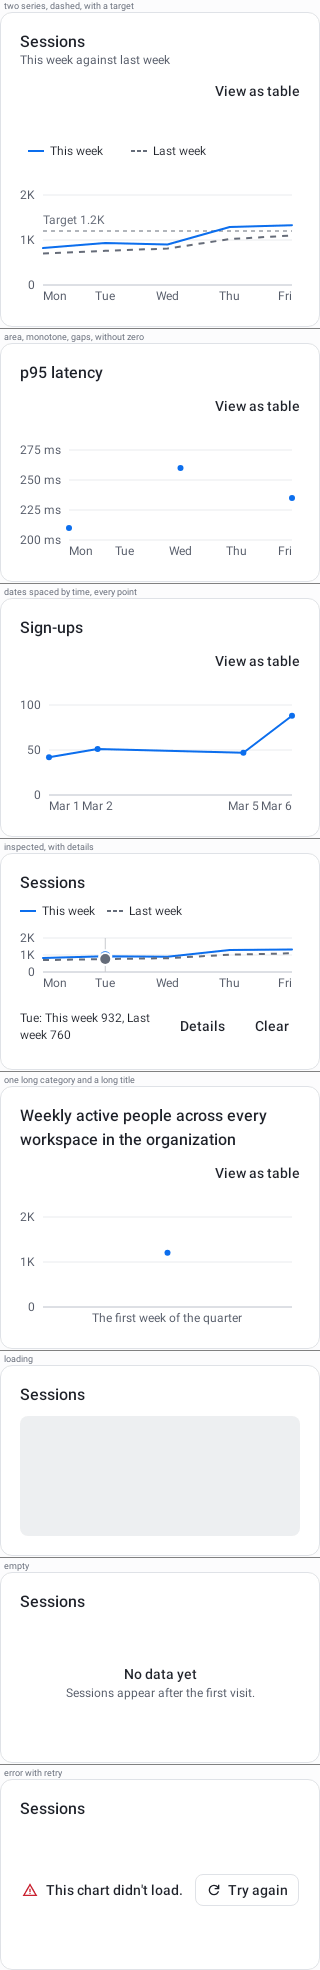 two series, dashed, with a target
Sessions
This week against last week
View as table
This week Last week
2K
Target 1.2K
1K
0
Mon Tue Wed Thu Fri
area, monotone, gaps, without zero
p95 latency
View as table
275 ms
250 ms
225 ms
200 ms
Mon Tue Wed Thu Fri
dates spaced by time, every point
Sign-ups
View as table
100
50
0
Mar 1 Mar 2 Mar 5 Mar 6
inspected, with details
Sessions
This week Last week
2K
1K
0
Mon Tue Wed Thu Fri
Tue: This week 932, Last
week 760
Details Clear
one long category and a long title
Weekly active people across every
workspace in the organization
View as table
2K
1K
0
The first week of the quarter
loading
Sessions
empty
Sessions
No data yet
Sessions appear after the first visit.
error with retry
Sessions
This chart didn't load. Try again